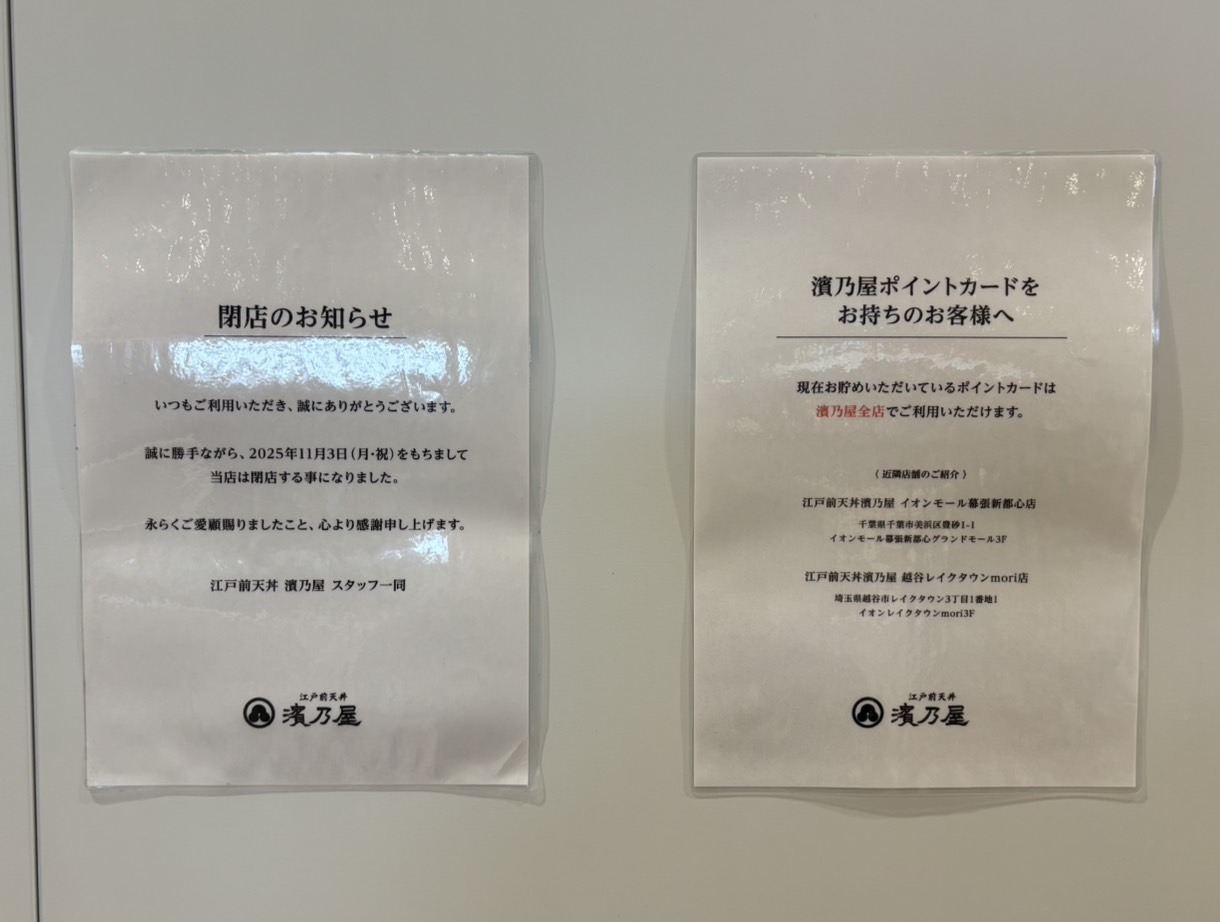 閉店のお知らせ
いつもご利用いただき、誠にありがとうございます。
誠に勝手ながら、2025年11月3日(月・祝)をもちまして
当店は閉店する事になりました。
永らくご愛顧賜りましたこと、心より感謝申し上げます。
江戸前天丼 濱乃屋 スタッフ一同
江戸前天丼
濱乃屋
濱乃屋ポイントカードを
お持ちのお客様へ
現在お貯めいただいているポイントカードは
濱乃屋全店でご利用いただけます。
〈 近隣店舗のご紹介 〉
江戸前天丼濱乃屋 イオンモール幕張新都心店
千葉県千葉市美浜区豊砂1-1
イオンモール幕張新都心グランドモール3F
江戸前天丼濱乃屋 越谷レイクタウンmori店
埼玉県越谷市レイクタウン3丁目1番地1
イオンレイクタウンmori3F
江戸前天丼
濱乃屋